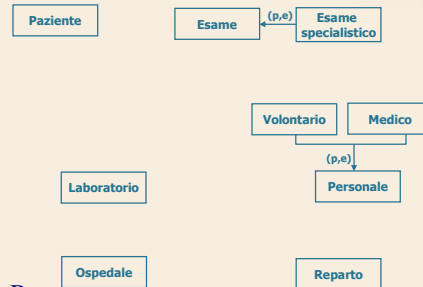 Paziente
Esame
(p,e)
Esame
specialistico
Volontario
Medico
(p,e)
Laboratorio
Personale
Ospedale
Reparto